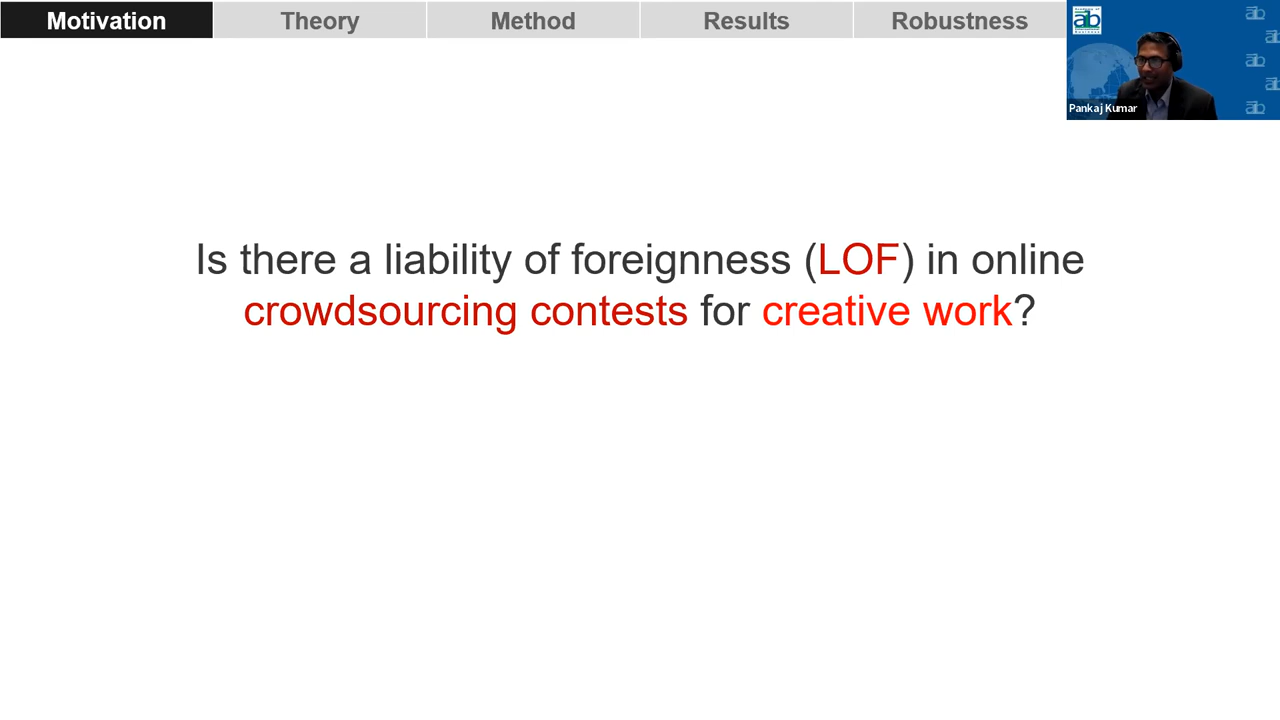 Motivation
Theory
Method
Results
Robustness
aib
Pankaj Kumar
Is there a liability of foreignness (LOF) in online
crowdsourcing contests for creative work?